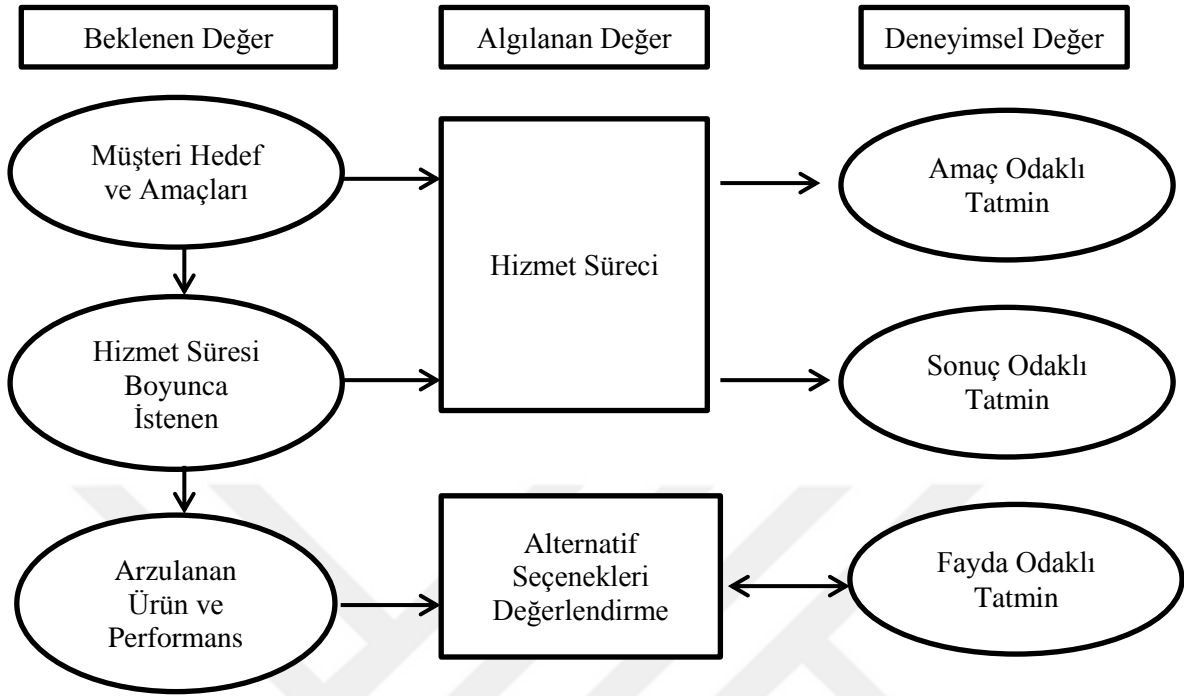 Beklenen Değer
Algılanan Değer
Deneyimsel Değer
Müşteri Hedef
ve Amaçları
Hizmet Süreci
Amaç Odaklı
Tatmin
Hizmet Süresi
Boyunca
İstenen
Sonuç Odaklı
Tatmin
Arzulanan
Ürün ve
Performans
Alternatif
Seçenekleri
Değerlendirme
Fayda Odaklı
Tatmin